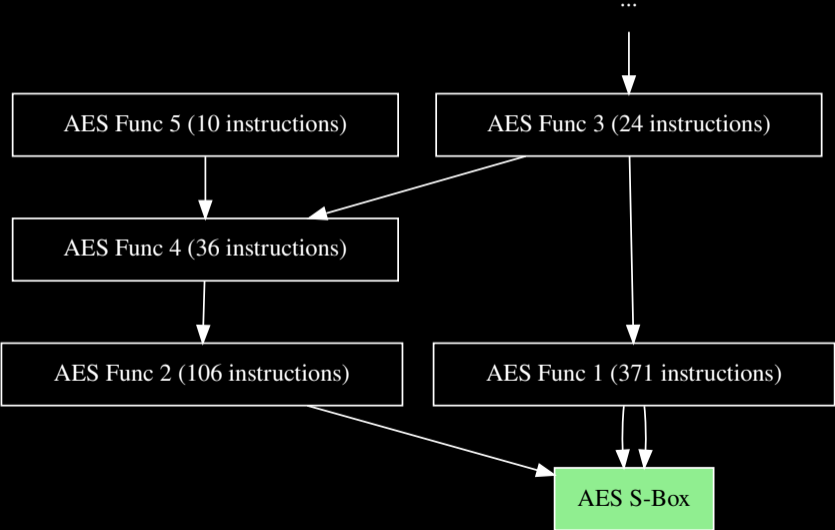 ...
AES Func 5 (10 instructions)
AES Func 3 (24 instructions)
AES Func 4 (36 instructions)
AES Func 2 (106 instructions)
AES Func 1 (371 instructions)
AES S-Box